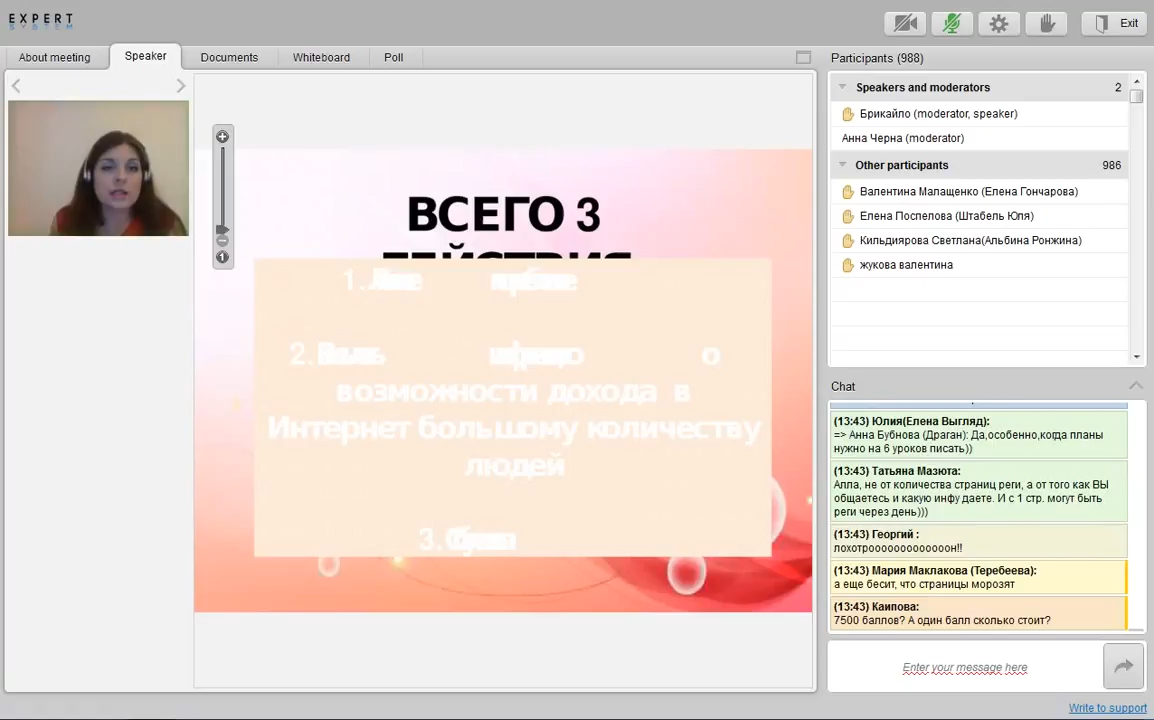 EXPERT
SYSTEM
Exit
About meeting
Speaker
Documents
Whiteboard
Poll
Participants (988)
Speakers and moderators 2
Брикайло (moderator, speaker)
Анна Черна (moderator)
Other participants 986
Валентина Малащенко (Елена Гончарова)
Елена Поспелова (Штабель Юля)
Кильдиярова Светлана(Альбина Ронжина)
жукова валентина
ВСЕГО 3
ДЕЙСТВИЯ
1.
2. о
возможности дохода в
Интернет большому количеству
людей
3.
Chat
(13:43) Юлия(Елена Выгляд):
=> Анна Бубнова (Драган): Да,особенно,когда планы
нужно на 6 уроков писать))
(13:43) Татьяна Мазюта:
Алла, не от количества страниц реги, а от того как ВЫ
общаетесь и какую инфу даете. И с 1 стр. могут быть
реги через день)))
(13:43) Георгий :
лохотрооооооооооооон!!
(13:43) Мария Маклакова (Теребеева):
а еще бесит, что страницы морозят
(13:43) Каипова:
7500 баллов? А один балл сколько стоит?
Enter your message here
Write to support